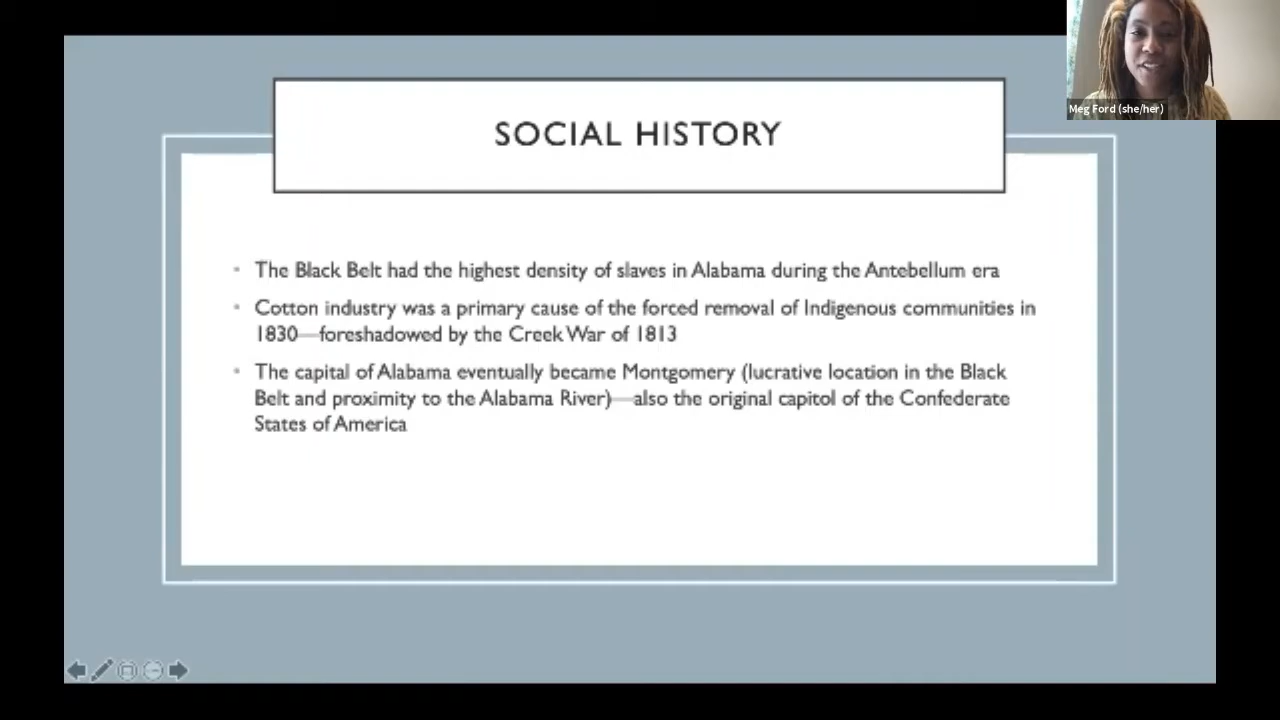 Meg Ford (she/her)
SOCIAL HISTORY
The Black Belt had the highest density of slaves in Alabama during the Antebellum era
Cotton industry was a primary cause of the forced removal of Indigenous communities in
1830—foreshadowed by the Creek War of 1813
The capital of Alabama eventually became Montgomery (lucrative location in the Black
Belt and proximity to the Alabama River)—also the original capitol of the Confederate
States of America